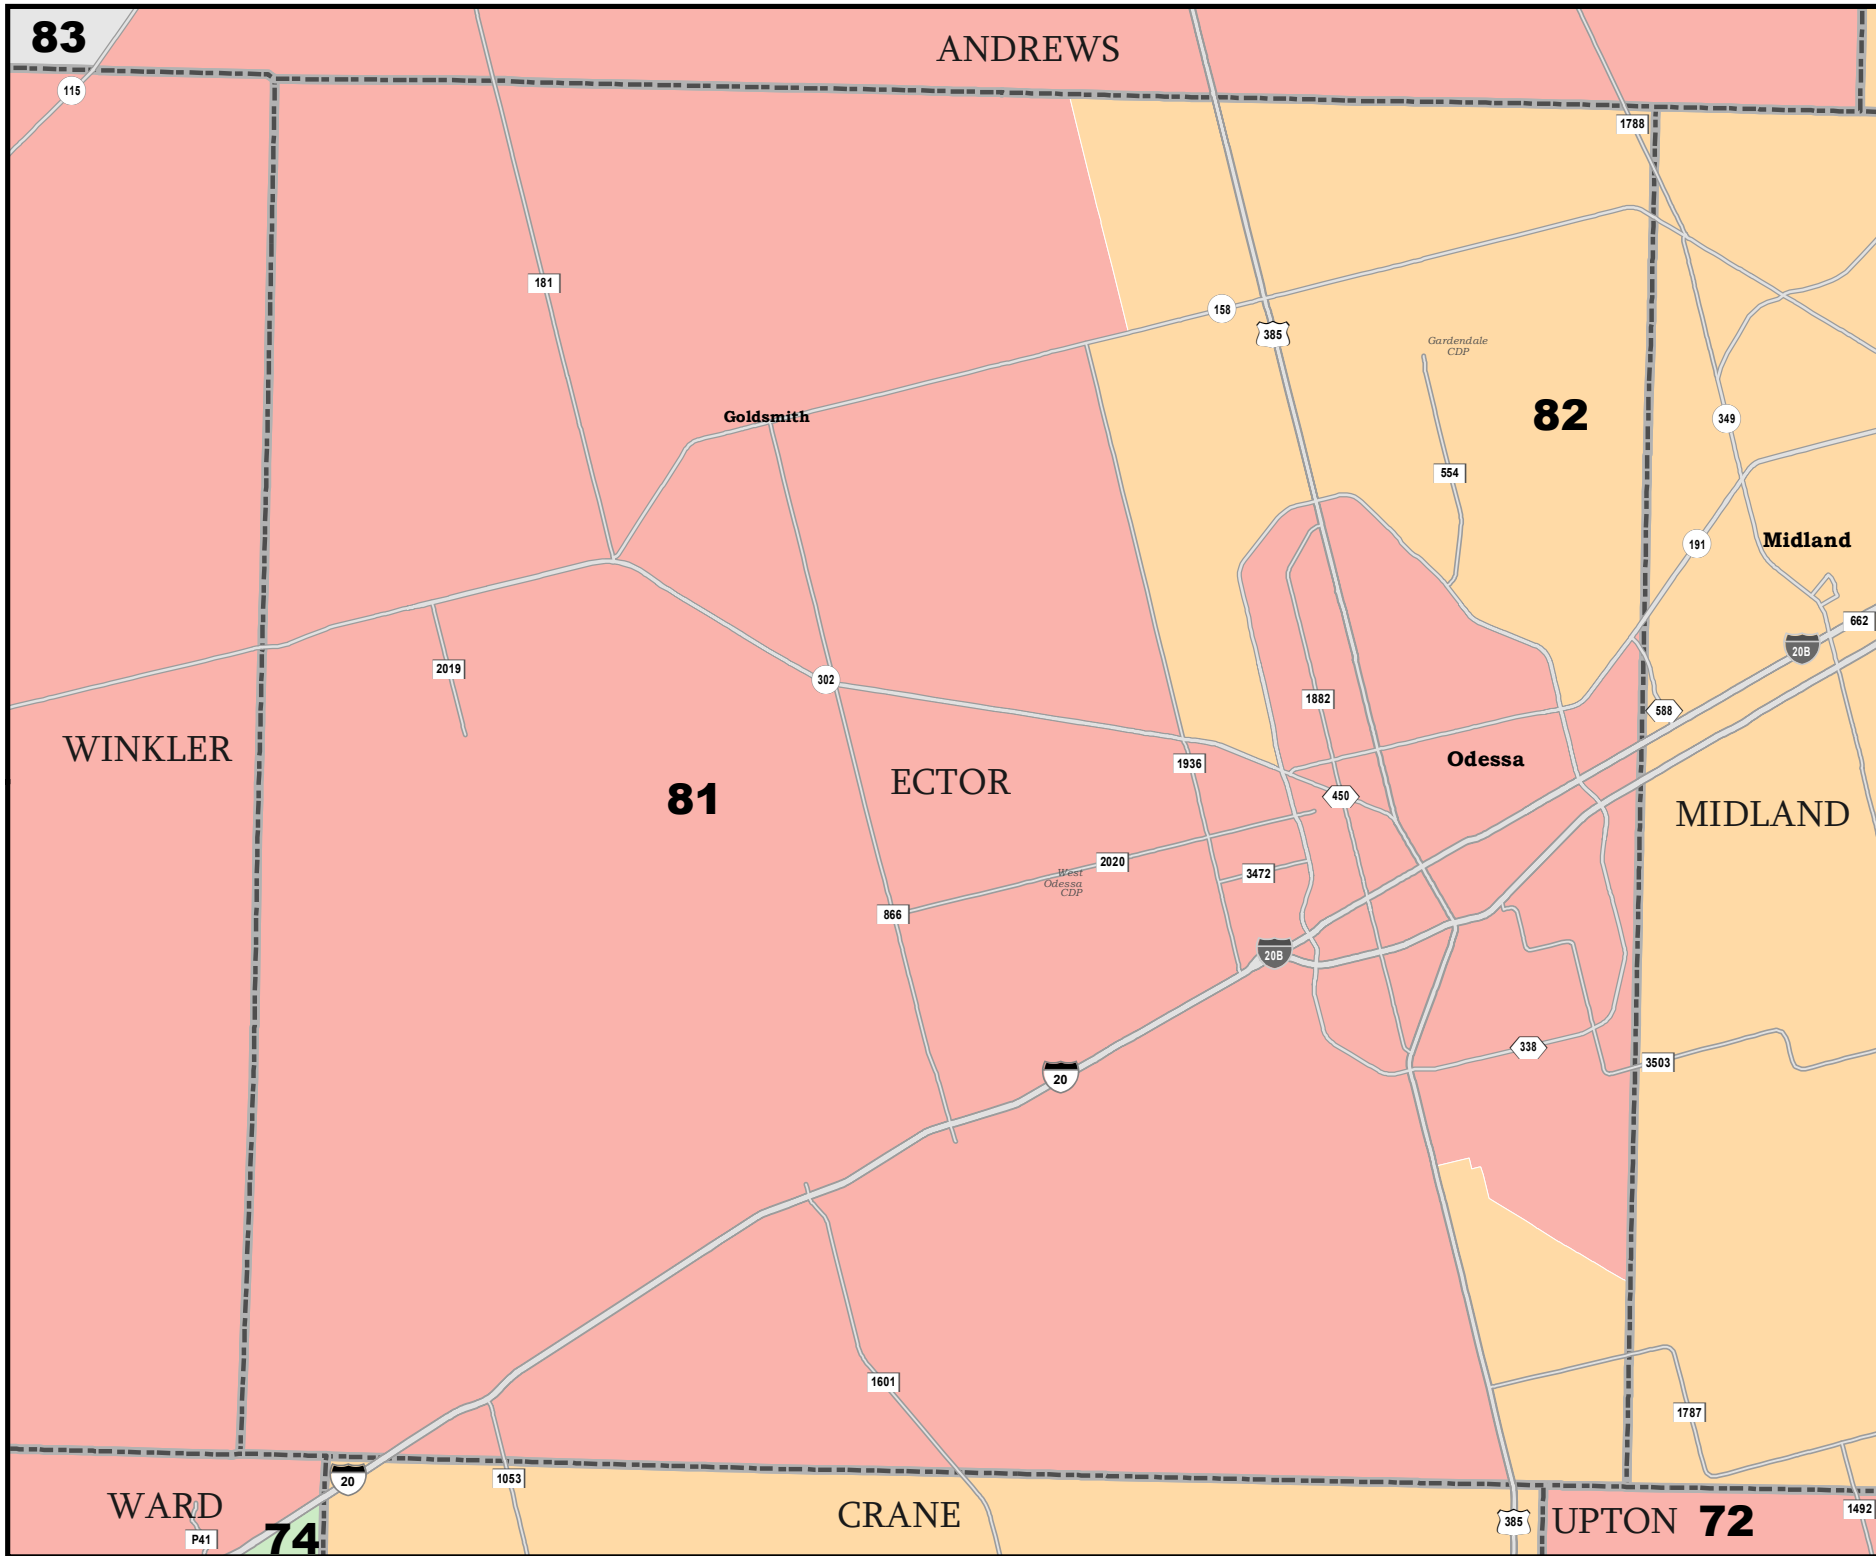 83
ANDREWS
115
1788
181
158
385
Gardendale
CDP
Goldsmith
82
349
554
191
Midland
662
20B
2019
302
1882
588
WINKLER
1936
Odessa
81
ECTOR
450
MIDLAND
2020
3472
West
Odessa
CDP
866
20B
338
3503
20
1601
1787
20
1053
WARD
CRANE
385
UPTON
72
1492
P41
74